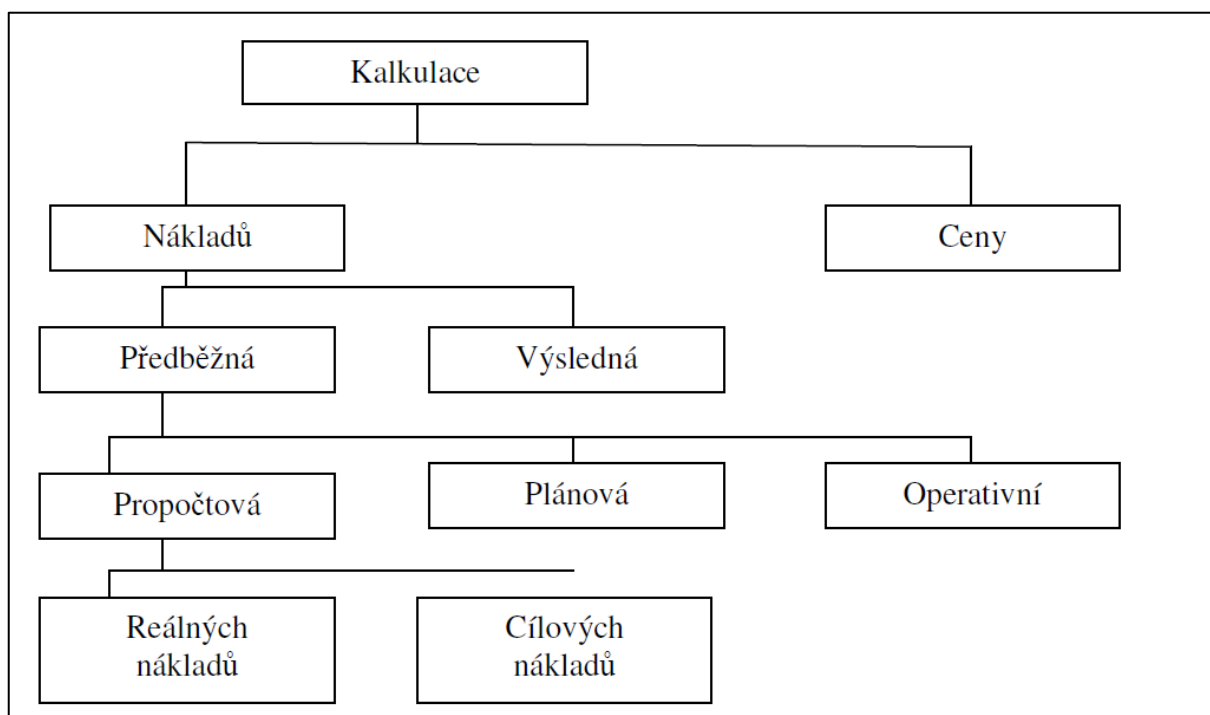 Kalkulace
Nákladů
Ceny
Předběžná
Výsledná
Propočtová
Plánová
Operativní
Reálných
nákladů
Cílových
nákladů